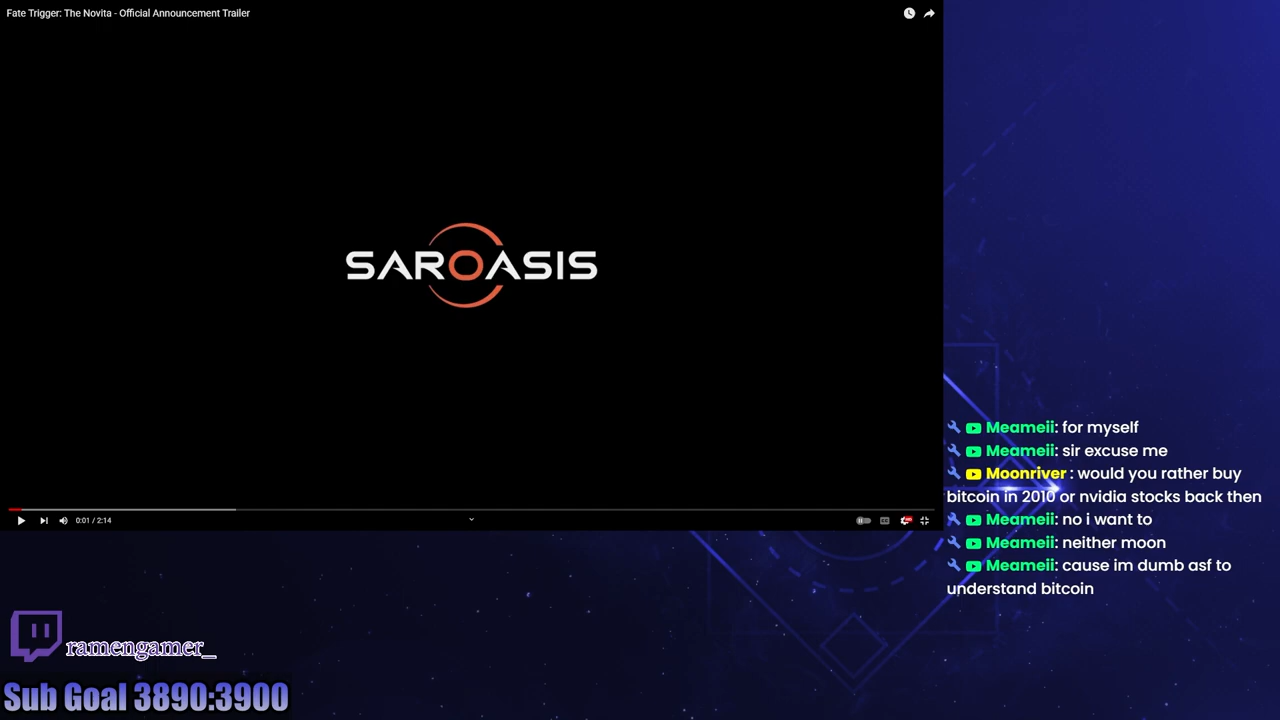 Fate Trigger: The Novita - Official Announcement Trailer
SAROASIS
0:01 / 2:14
Meameii: for myself
Meameii: sir excuse me
Moonriver : would you rather buy
bitcoin in 2010 or nvidia stocks back then
Meameii: no i want to
Meameii: neither moon
Meameii: cause im dumb asf to
understand bitcoin
ramengamer_
Sub Goal 3890:3900